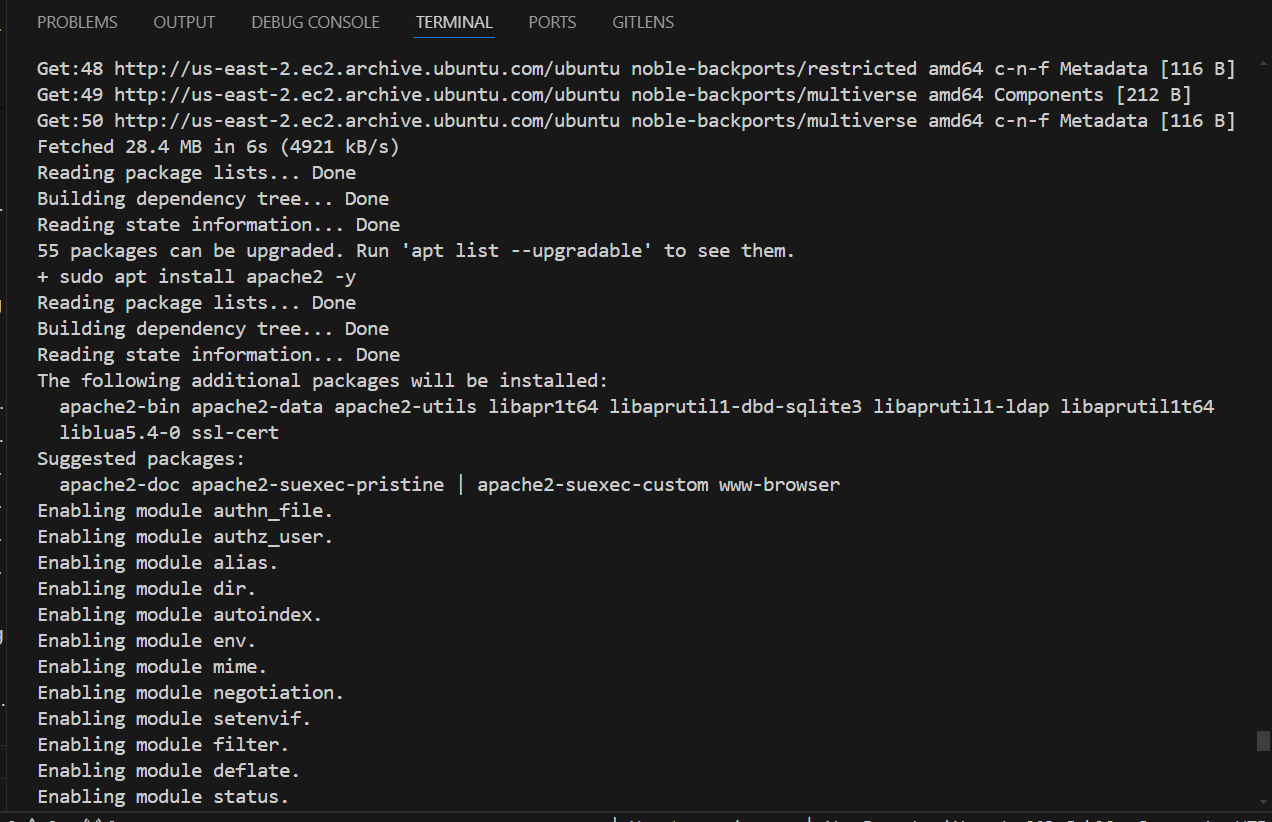 PROBLEMS OUTPUT DEBUG CONSOLE TERMINAL PORTS GITLENS
Get:48 http://us-east-2.ec2.archive.ubuntu.com/ubuntu noble-backports/restricted amd64 c-n-f Metadata [116 B]
Get:49 http://us-east-2.ec2.archive.ubuntu.com/ubuntu noble-backports/multiverse amd64 Components [212 B]
Get:50 http://us-east-2.ec2.archive.ubuntu.com/ubuntu noble-backports/multiverse amd64 c-n-f Metadata [116 B]
Fetched 28.4 MB in 6s (4921 kB/s)
Reading package lists... Done
Building dependency tree... Done
Reading state information... Done
55 packages can be upgraded. Run 'apt list --upgradable' to see them.
+ sudo apt install apache2 -y
Reading package lists... Done
Building dependency tree... Done
Reading state information... Done
The following additional packages will be installed:
  apache2-bin apache2-data apache2-utils libapr1t64 libaprutil1-dbd-sqlite3 libaprutil1-ldap libaprutil1t64
  liblua5.4-0 ssl-cert
Suggested packages:
  apache2-doc apache2-suexec-pristine | apache2-suexec-custom www-browser
Enabling module authn_file.
Enabling module authz_user.
Enabling module alias.
Enabling module dir.
Enabling module autoindex.
Enabling module env.
Enabling module mime.
Enabling module negotiation.
Enabling module setenvif.
Enabling module filter.
Enabling module deflate.
Enabling module status.